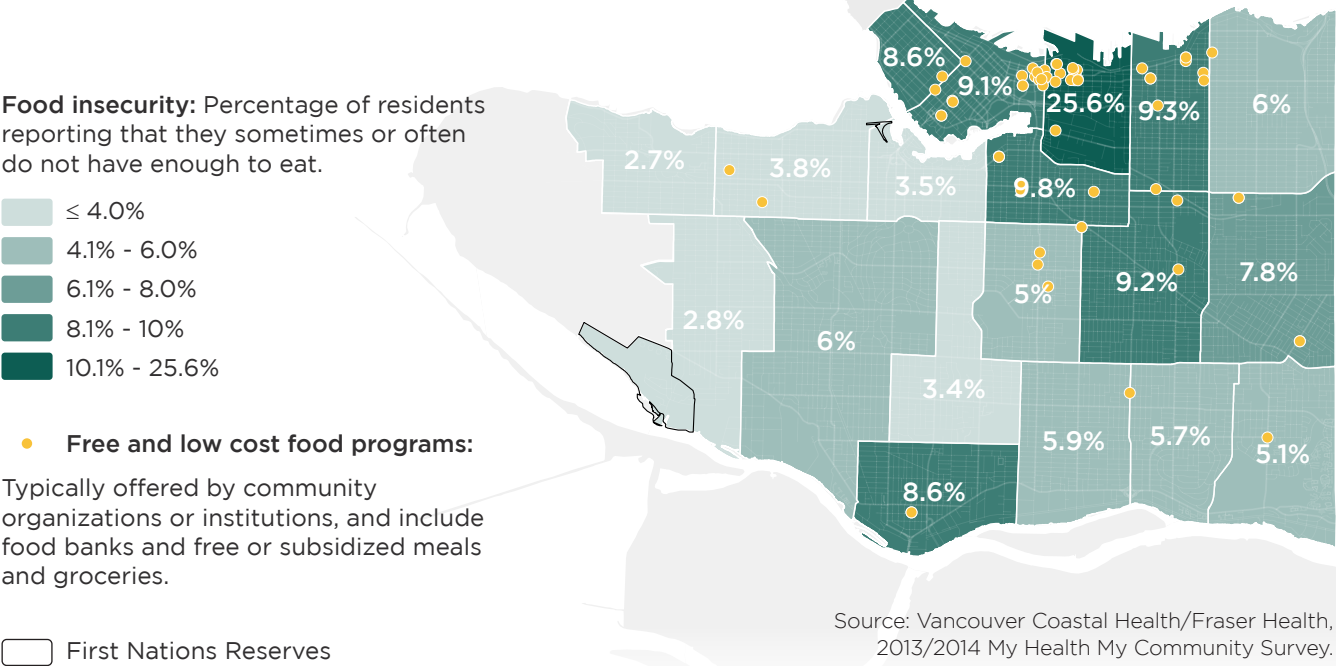 Food insecurity: Percentage of residents
reporting that they sometimes or often
do not have enough to eat.
≤ 4.0%
4.1% - 6.0%
6.1% - 8.0%
8.1% - 10%
10.1% - 25.6%
Free and low cost food programs:
Typically offered by community
organizations or institutions, and include
food banks and free or subsidized meals
and groceries.
First Nations Reserves
8.6%
9.1%
25.6%
9.3%
6%
2.7%
3.8%
3.5%
9.8%
2.8%
6%
5%
9.2%
7.8%
3.4%
5.9%
5.7%
5.1%
8.6%
Source: Vancouver Coastal Health/Fraser Health,
2013/2014 My Health My Community Survey.